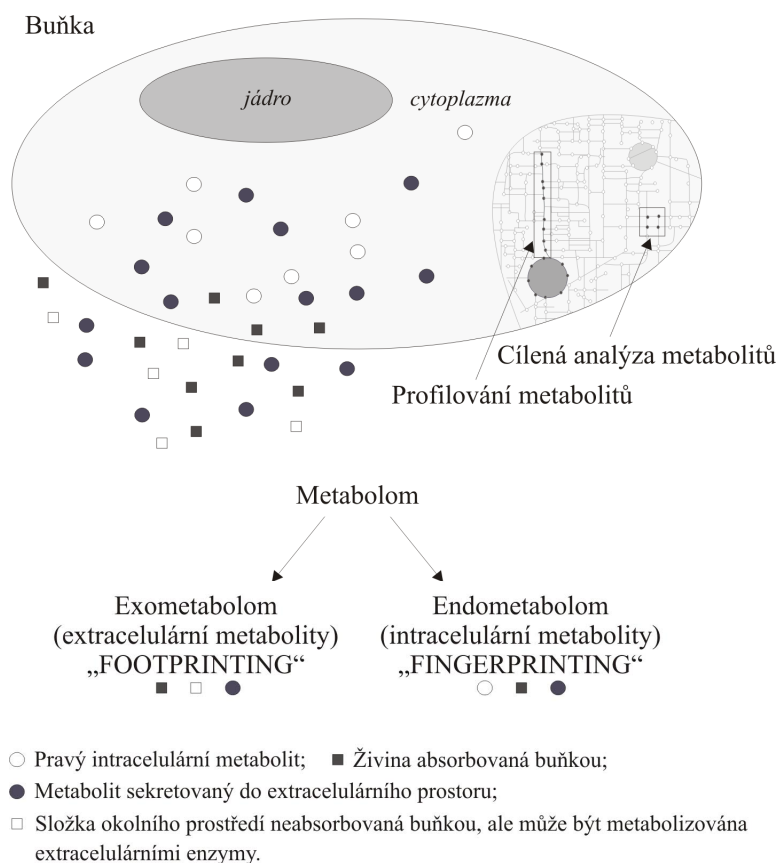 Buňka
jádro
cytoplazma
Cílená analýza metabolitů
Profilování metabolitů
Metabolom
Exometabolom
(extracelulární metabolity)
„FOOTPRINTING“
Endometabolom
(intracelulární metabolity)
„FINGERPRINTING“
Pravý intracelulární metabolit;
Živina absorbovaná buňkou;
Metabolit sekretovaný do extracelulárního prostoru;
Složka okolního prostředí neabsorbovaná buňkou, ale může být metabolizována
extracelulárními enzymy.